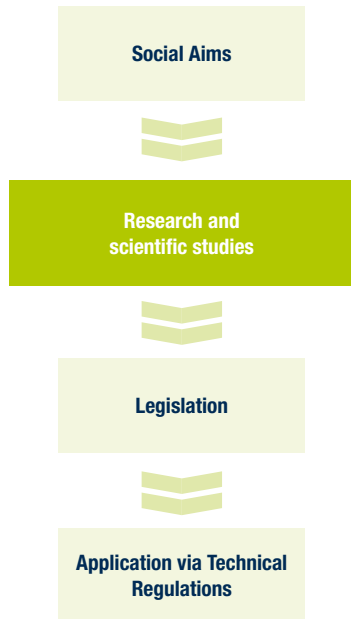 Social Aims
Research and
scientific studies
Legislation
Application via Technical
Regulations